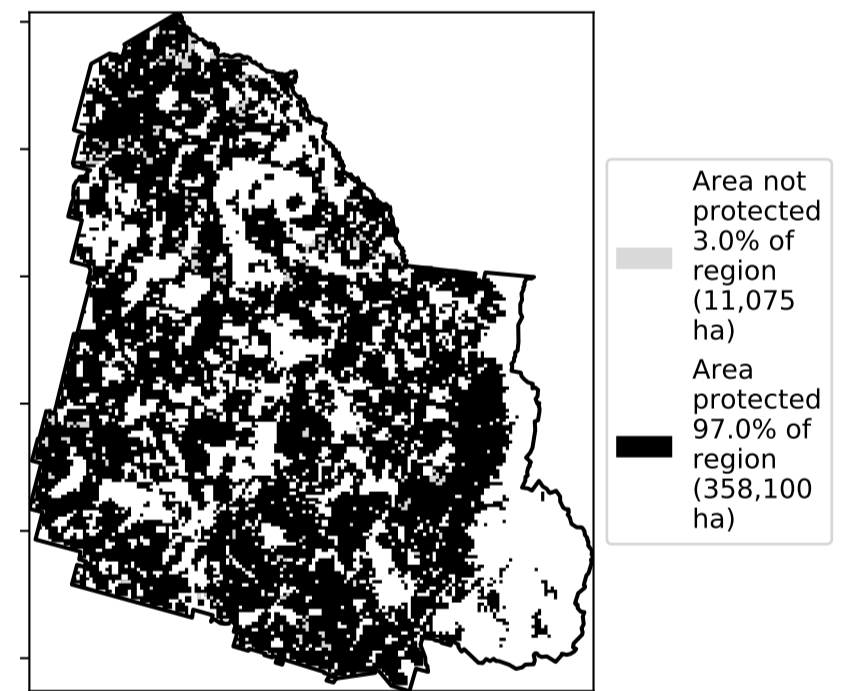 Area not
protected
3.0% of
region
(11,075
ha)
Area
protected
97.0% of
region
(358,100
ha)